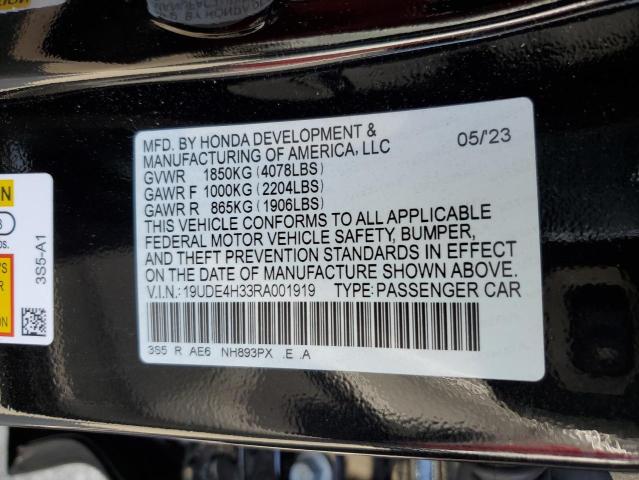 MFD. BY HONDA DEVELOPMENT & 05/'23
MANUFACTURING OF AMERICA, LLC
GVWR 1850KG (4078LBS)
GAWR F 1000KG (2204LBS)
GAWR R 865KG (1906LBS)
THIS VEHICLE CONFORMS TO ALL APPLICABLE
FEDERAL MOTOR VEHICLE SAFETY, BUMPER,
AND THEFT PREVENTION STANDARDS IN EFFECT
ON THE DATE OF MANUFACTURE SHOWN ABOVE.
V.I.N.: 19UDE4H33RA001919 TYPE: PASSENGER CAR
3S5 R AE6 NH893PX .E .A
3S5-A1